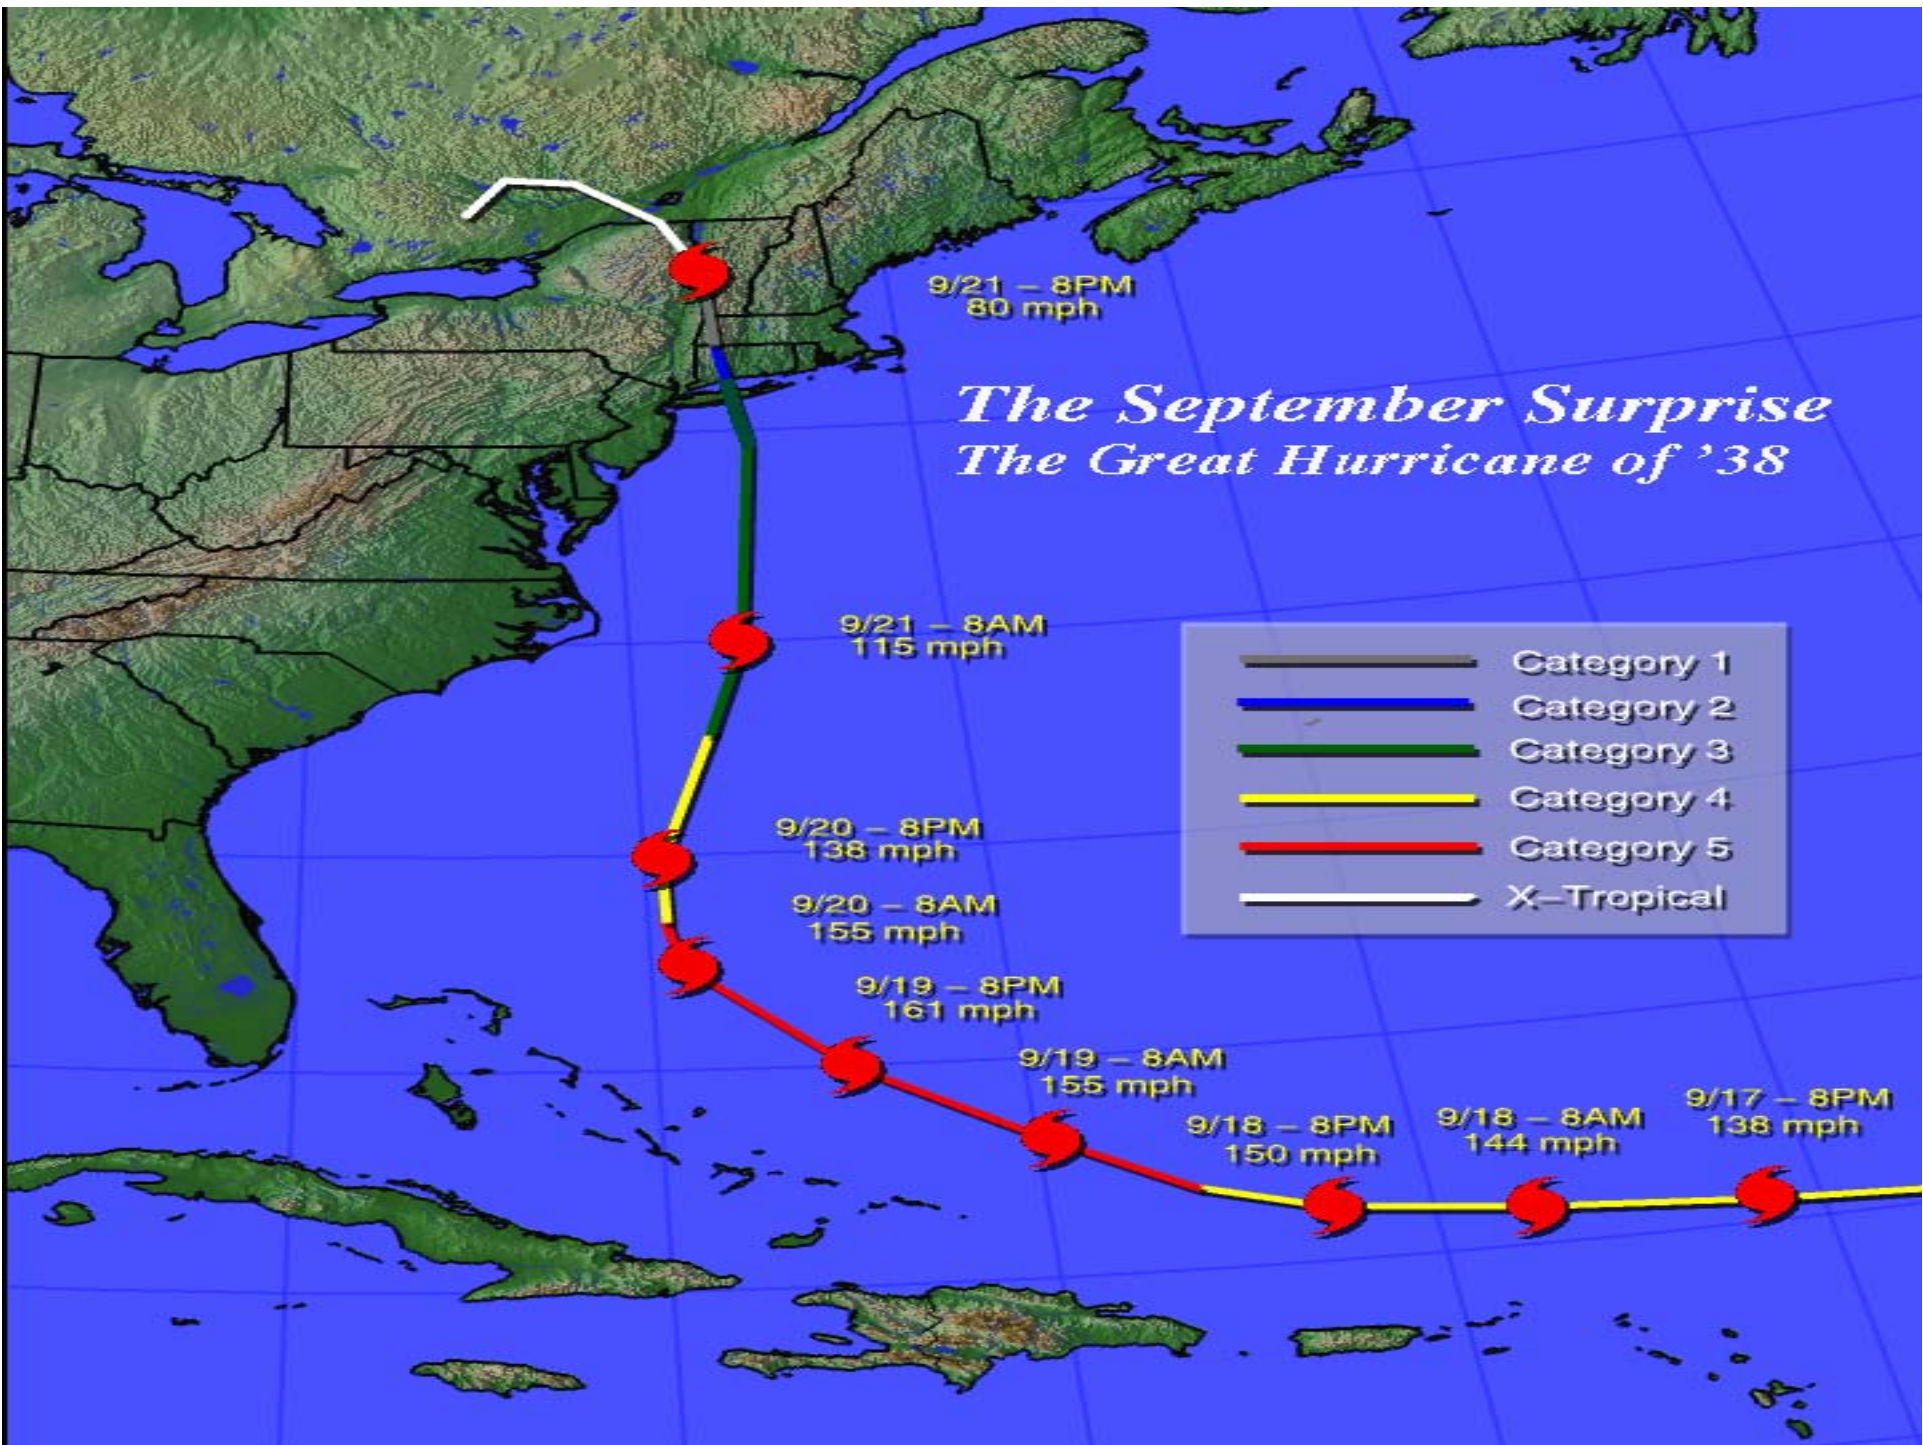 9/21 – 8PM
80 mph
The September Surprise
The Great Hurricane of ’38
9/21 – 8AM
115 mph
Category 1
Category 2
Category 3
Category 4
Category 5
X–Tropical
9/20 – 8PM
138 mph
9/20 – 8AM
155 mph
9/19 – 8PM
161 mph
9/19 – 8AM
155 mph
9/18 – 8PM
150 mph
9/18 – 8AM
144 mph
9/17 – 8PM
138 mph